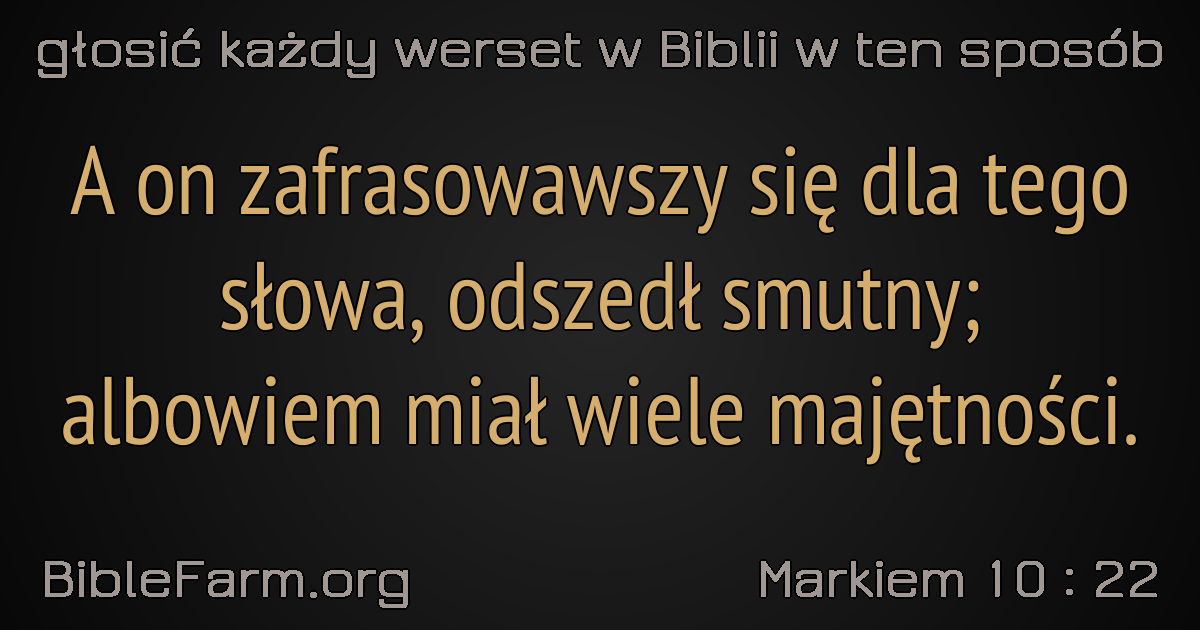 głosić każdy werset w Biblii w ten sposób
A on zafrasowawszy się dla tego
słowa, odszedł smutny;
albowiem miał wiele majętności.
BibleFarm.org
Markiem 10 : 22